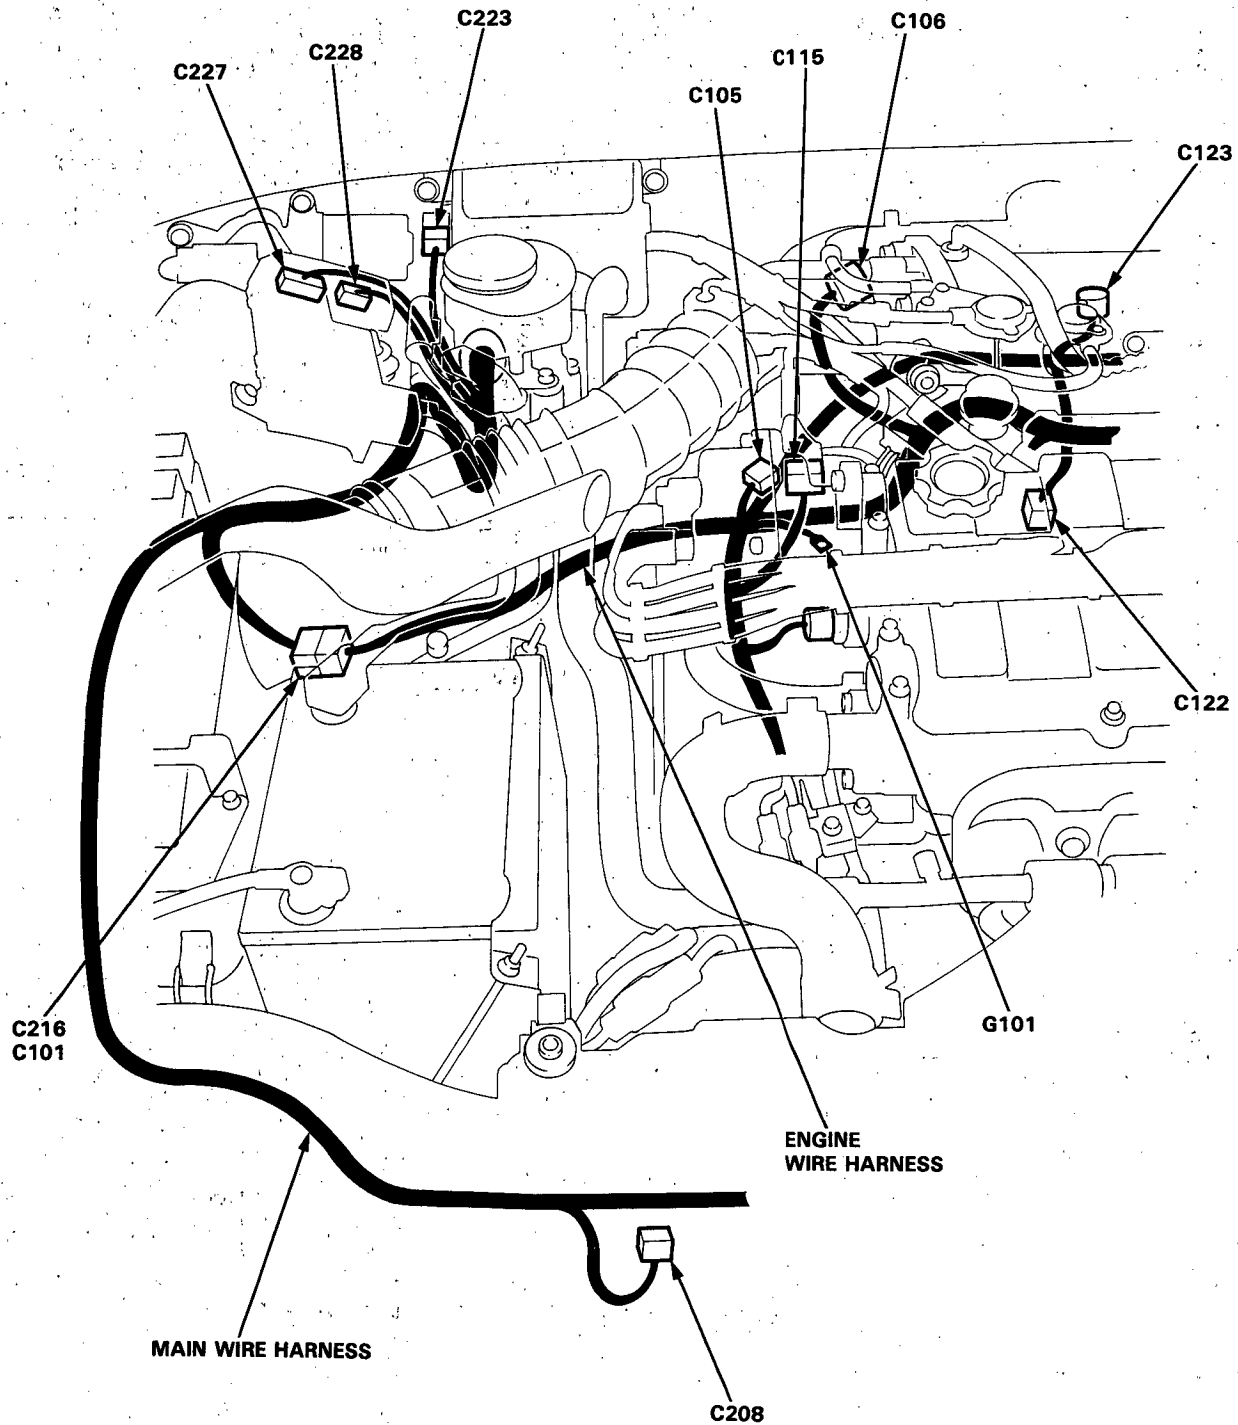 C223
C106
C228
C115
C227
C105
C123
C122
C216
C101
G101
ENGINE
WIRE HARNESS
MAIN WIRE HARNESS
C208